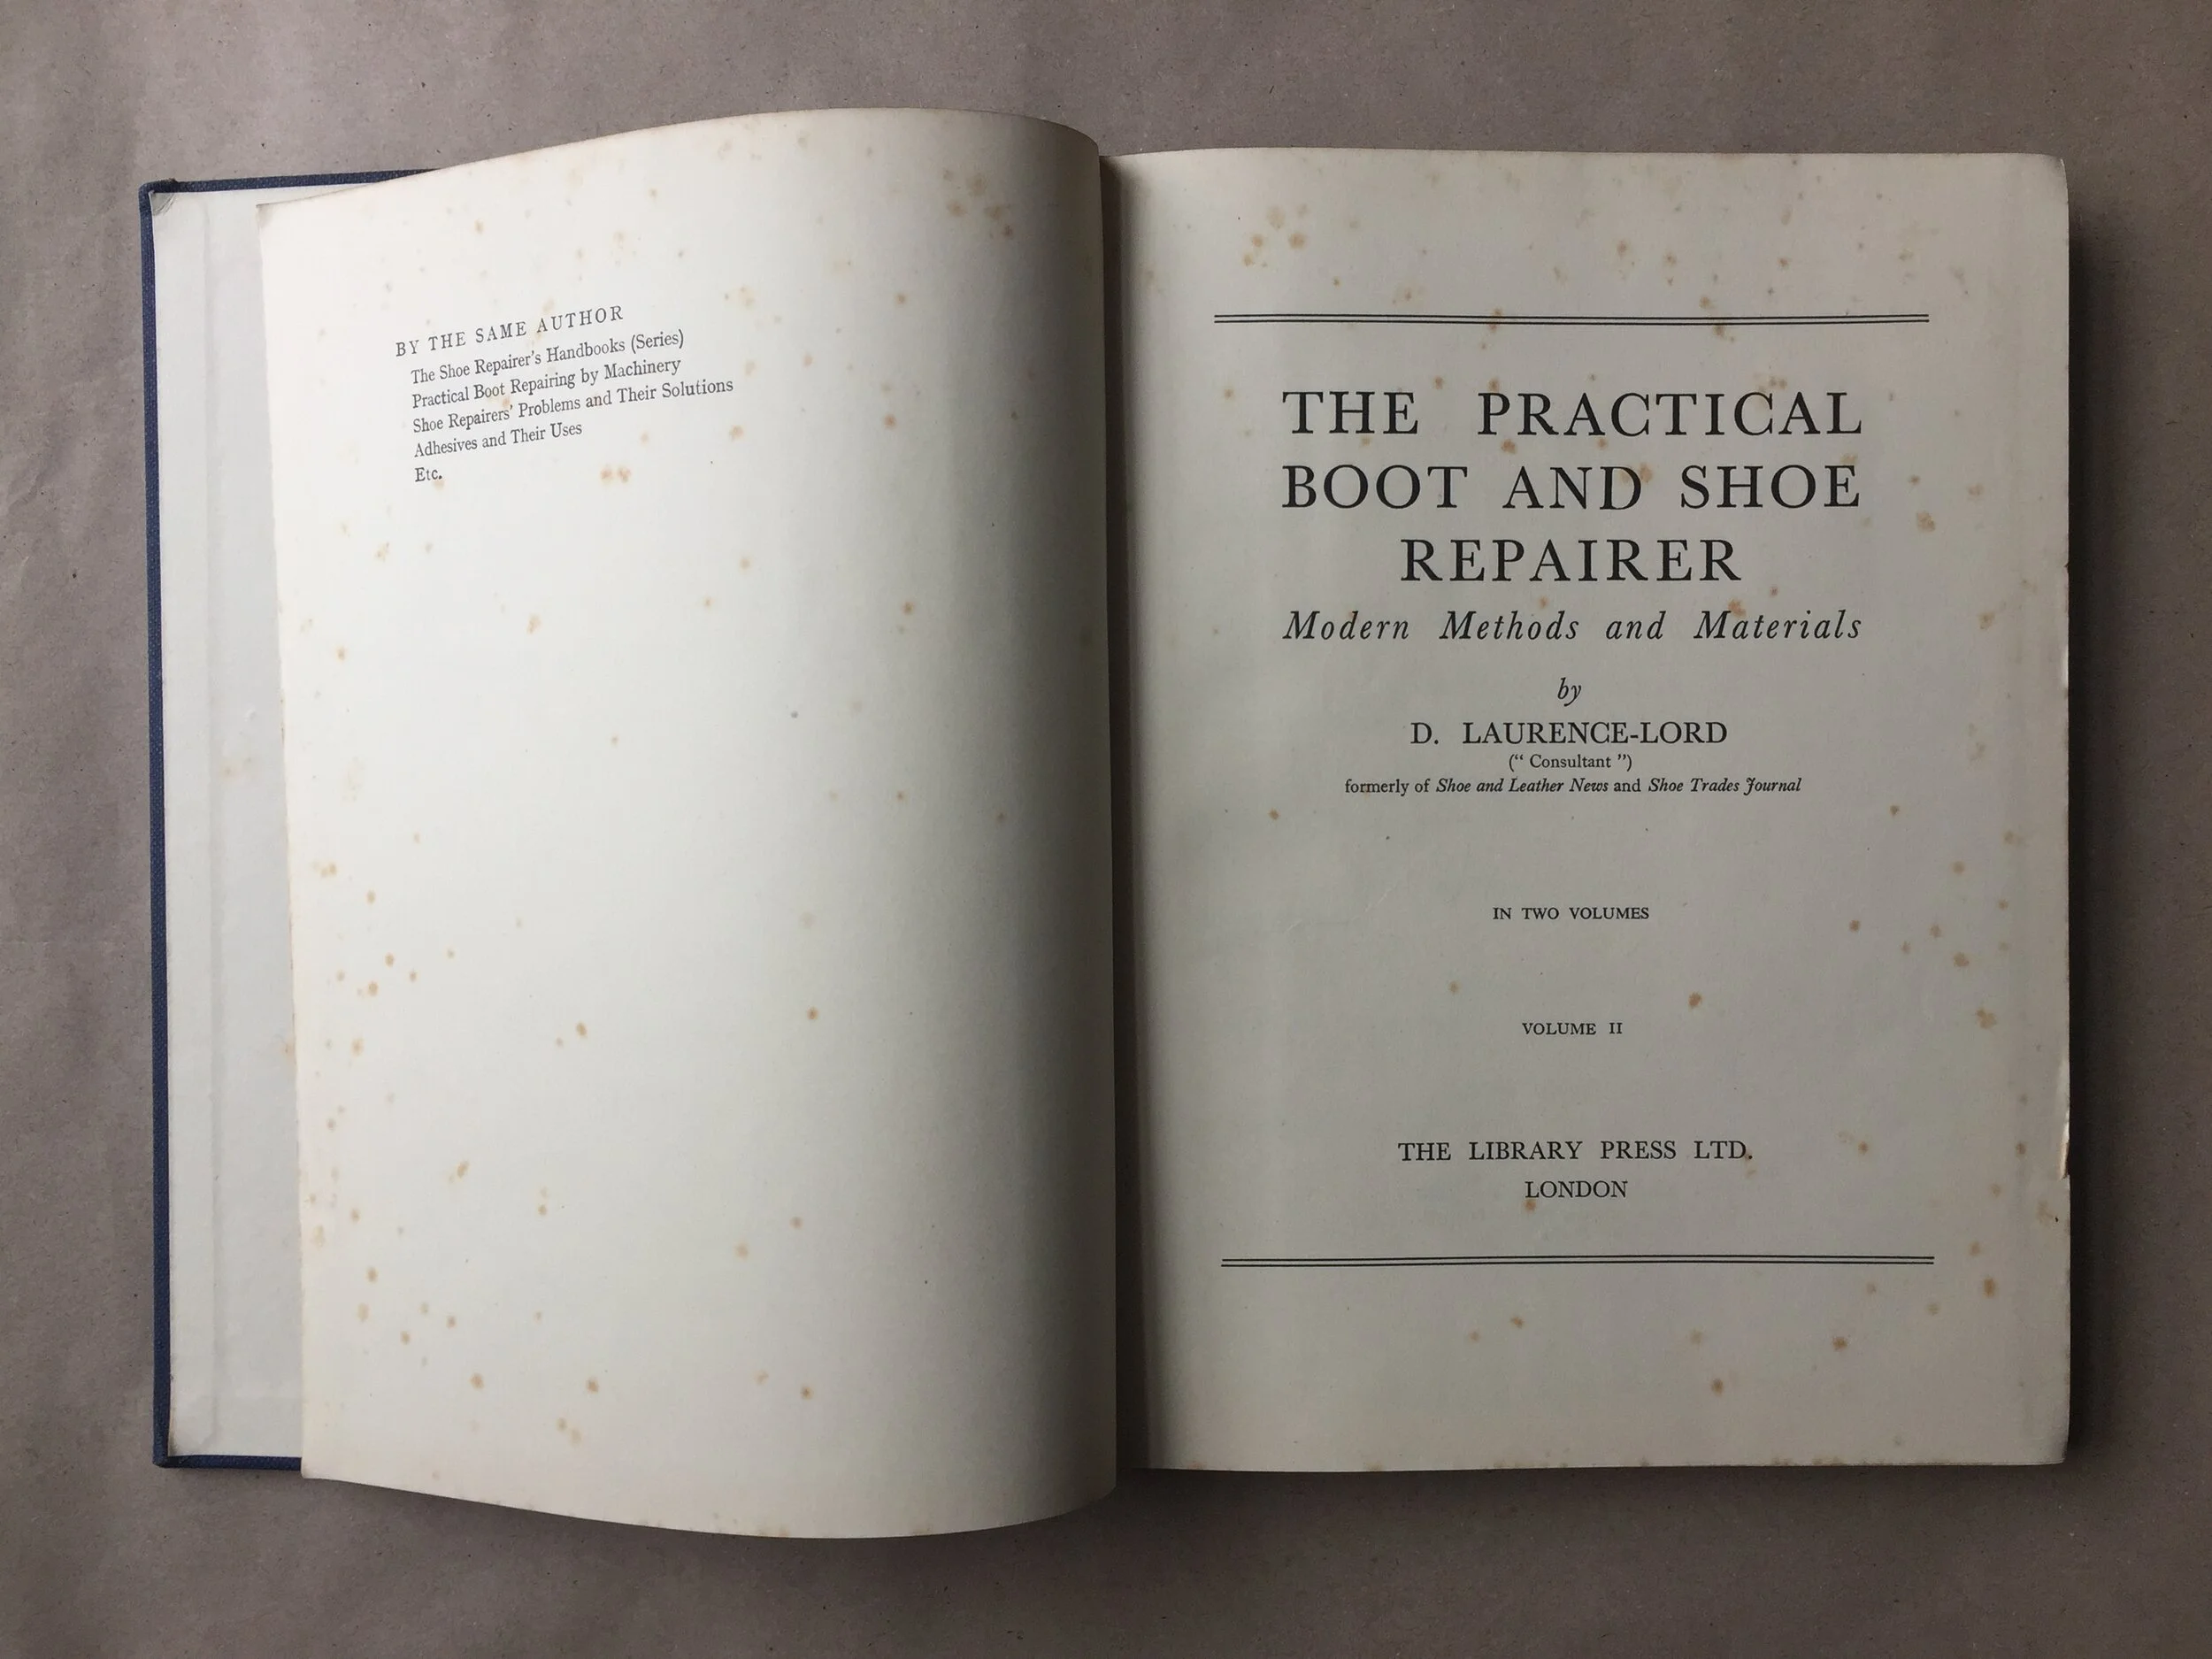 BY THE SAME AUTHOR
The Shoe Repairer's Handbooks (Series)
Practical Boot Repairing by Machinery
Shoe Repairers' Problems and Their Solutions
Adhesives and Their Uses
Etc.
THE PRACTICAL
BOOT AND SHOE
REPAIRER
Modern Methods and Materials
by
D. LAURENCE-LORD
(“ Consultant ”)
formerly of Shoe and Leather News and Shoe Trades Journal
IN TWO VOLUMES
VOLUME II
THE LIBRARY PRESS LTD.
LONDON